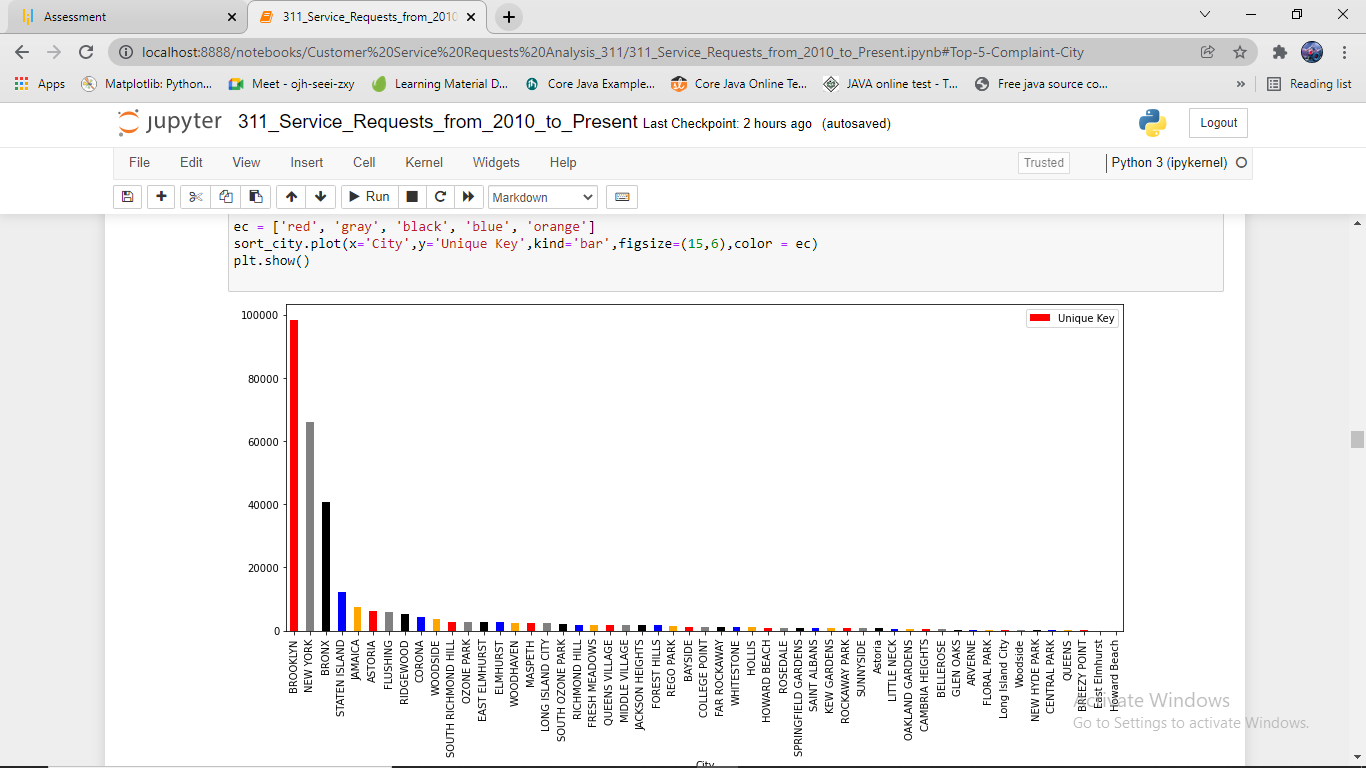 Assessment
311_Service_Requests_from_2010
localhost:8888/notebooks/Customer%20Service%20Requests%20Analysis_311/311_Service_Requests_from_2010_to_Present.ipynb#Top-5-Complaint-City
Apps Matplotlib: Python... Meet - ojh-seei-zxy Learning Material D... Core Java Example... Core Java Online Te... JAVA online test - T... Free java source co... » Reading list
jupyter 311_Service_Requests_from_2010_to_Present Last Checkpoint: 2 hours ago (autosaved) Logout
File Edit View Insert Cell Kernel Widgets Help Trusted Python 3 (ipykernel)
Run Markdown
ec = ['red', 'gray', 'black', 'blue', 'orange']
sort_city.plot(x='City',y='Unique Key',kind='bar',figsize=(15,6),color = ec)
plt.show()
Unique Key
100000
80000
60000
40000
20000
0
BROOKLYN
NEW YORK
BRONX
STATEN ISLAND
JAMAICA
ASTORIA
FLUSHING
RIDGEWOOD
CORONA
WOODSIDE
SOUTH RICHMOND HILL
OZONE PARK
EAST ELMHURST
ELMHURST
WOODHAVEN
MASPETH
LONG ISLAND CITY
SOUTH OZONE PARK
RICHMOND HILL
FRESH MEADOWS
QUEENS VILLAGE
MIDDLE VILLAGE
JACKSON HEIGHTS
FOREST HILLS
REGO PARK
BAYSIDE
COLLEGE POINT
FAR ROCKAWAY
WHITESTONE
HOLLIS
HOWARD BEACH
ROSEDALE
SPRINGFIELD GARDENS
SAINT ALBANS
KEW GARDENS
ROCKAWAY PARK
SUNNYSIDE
Astoria
LITTLE NECK
OAKLAND GARDENS
CAMBRIA HEIGHTS
BELLEROSE
GLEN OAKS
ARVERNE
FLORAL PARK
Long Island City
Woodside
NEW HYDE PARK
CENTRAL PARK
QUEENS
BREEZY POINT
East Elmhurst
Howard Beach
City
Activate Windows
Go to Settings to activate Windows.